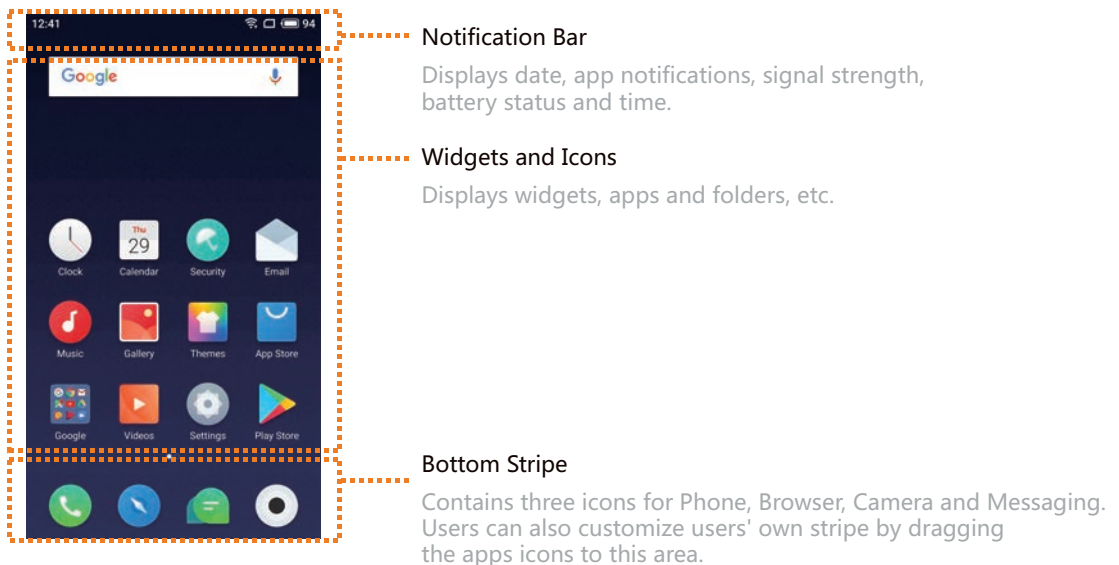 12:41 94
Google
Thu
29
Clock Calendar Security Email
Music Gallery Themes App Store
Google Videos Settings Play Store
Notification Bar
Displays date, app notifications, signal strength,
battery status and time.
Widgets and Icons
Displays widgets, apps and folders, etc.
Bottom Stripe
Contains three icons for Phone, Browser, Camera and Messaging.
Users can also customize users' own stripe by dragging
the apps icons to this area.